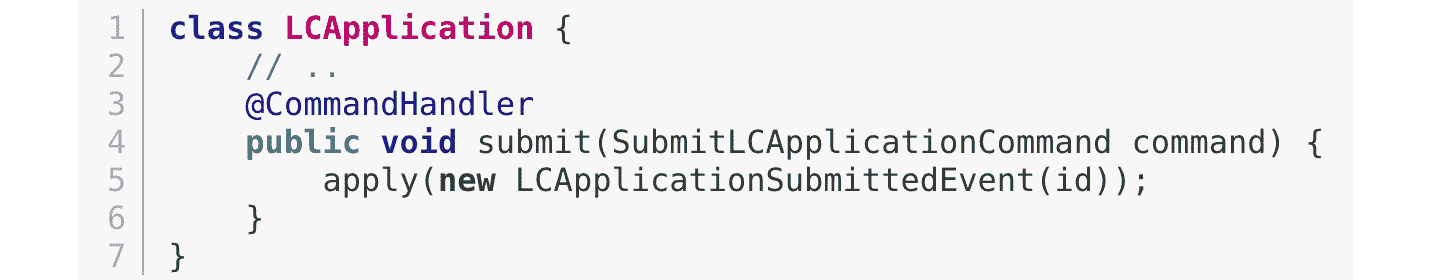 1 class LCApplication {
2     // ..
3     @CommandHandler
4     public void submit(SubmitLCApplicationCommand command) {
5         apply(new LCApplicationSubmittedEvent(id));
6     }
7 }